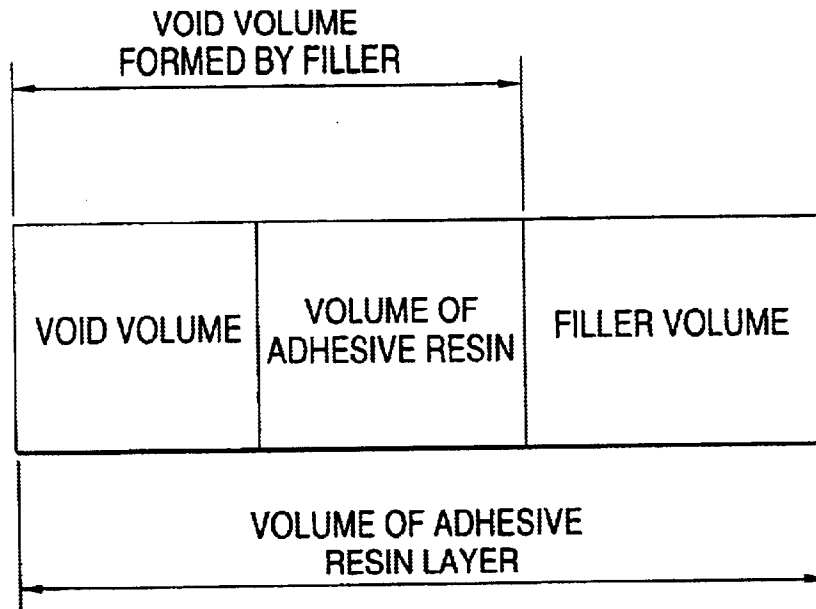 VOID VOLUME
FORMED BY FILLER
VOID VOLUME
VOLUME OF
ADHESIVE RESIN
FILLER VOLUME
VOLUME OF ADHESIVE
RESIN LAYER